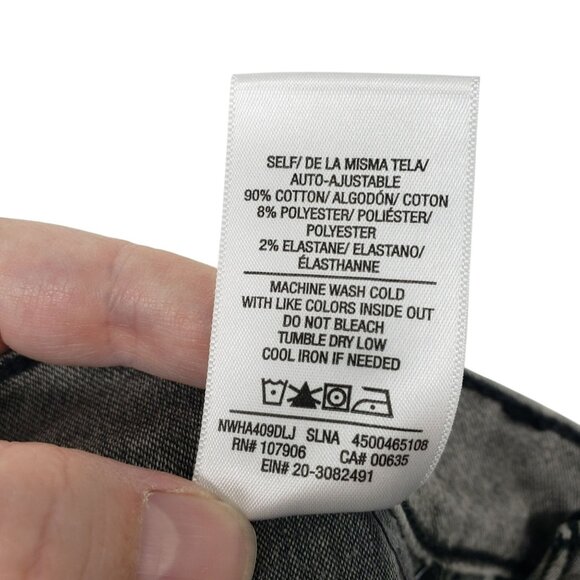 SELF/ DE LA MISMA TELA/
AUTO-AJUSTABLE
90% COTTON/ ALGODÓN/ COTON
8% POLYESTER/ POLIÉSTER/
POLYESTER
2% ELASTANE/ ELASTANO/
ÉLASTHANNE
MACHINE WASH COLD
WITH LIKE COLORS INSIDE OUT
DO NOT BLEACH
TUMBLE DRY LOW
COOL IRON IF NEEDED
NWHA409DLJ SLNA 4500465108
RN# 107906 CA# 00635
EIN# 20-3082491